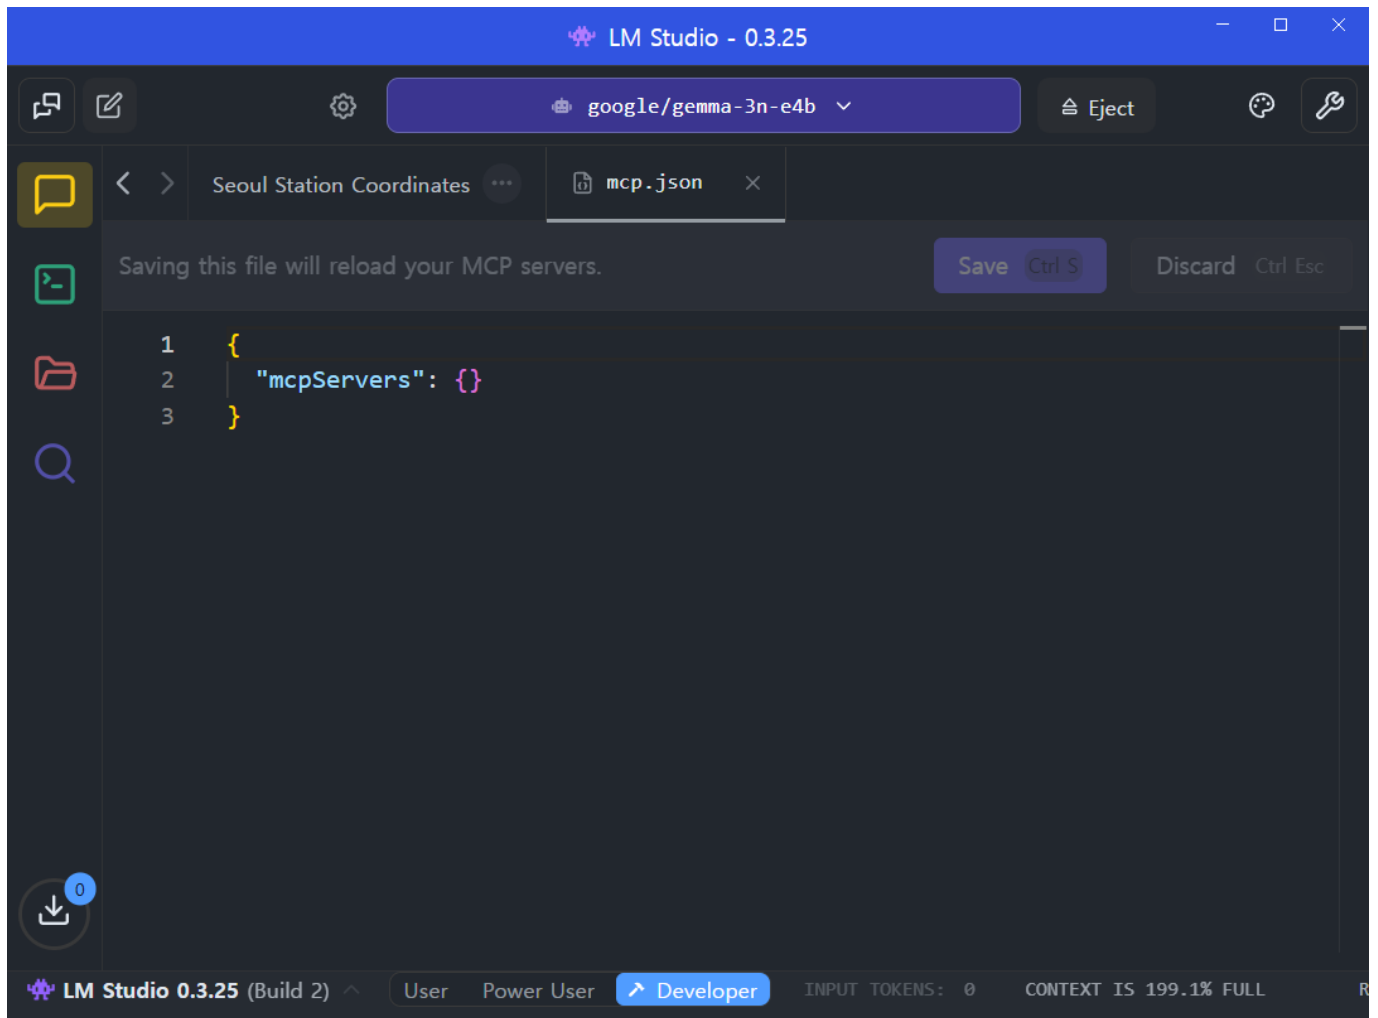 LM Studio - 0.3.25
google/gemma-3n-e4b
Eject
Seoul Station Coordinates
mcp.json
Saving this file will reload your MCP servers.
Save Ctrl S
Discard Ctrl Esc
1 {
2 "mcpServers": {}
3 }
0
LM Studio 0.3.25 (Build 2)
User Power User Developer
INPUT TOKENS: 0
CONTEXT IS 199.1% FULL